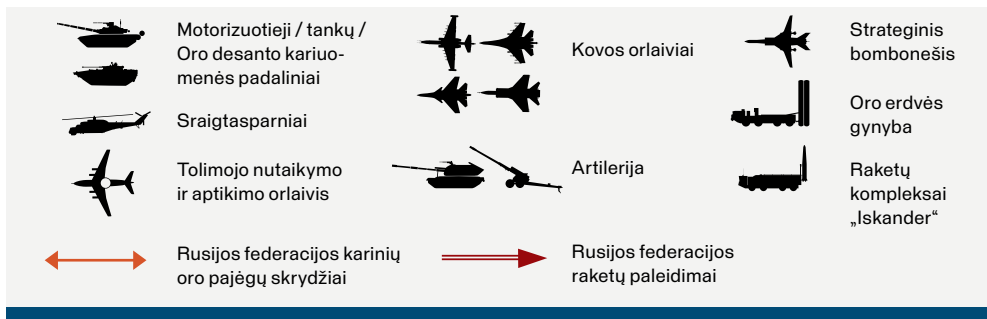 Motorizuotieji / tankų /
Oro desanto kariuo-
menės padaliniai
Sraigtasparniai
Tolimojo nutaikymo
ir aptikimo orlaivis
Kovos orlaiviai
Artilerija
Strateginis
bombonešis
Oro erdvės
gynyba
Raketų
kompleksai
„Iskander“
Rusijos federacijos karinių
oro pajėgų skrydžiai
Rusijos federacijos
raketų paleidimai